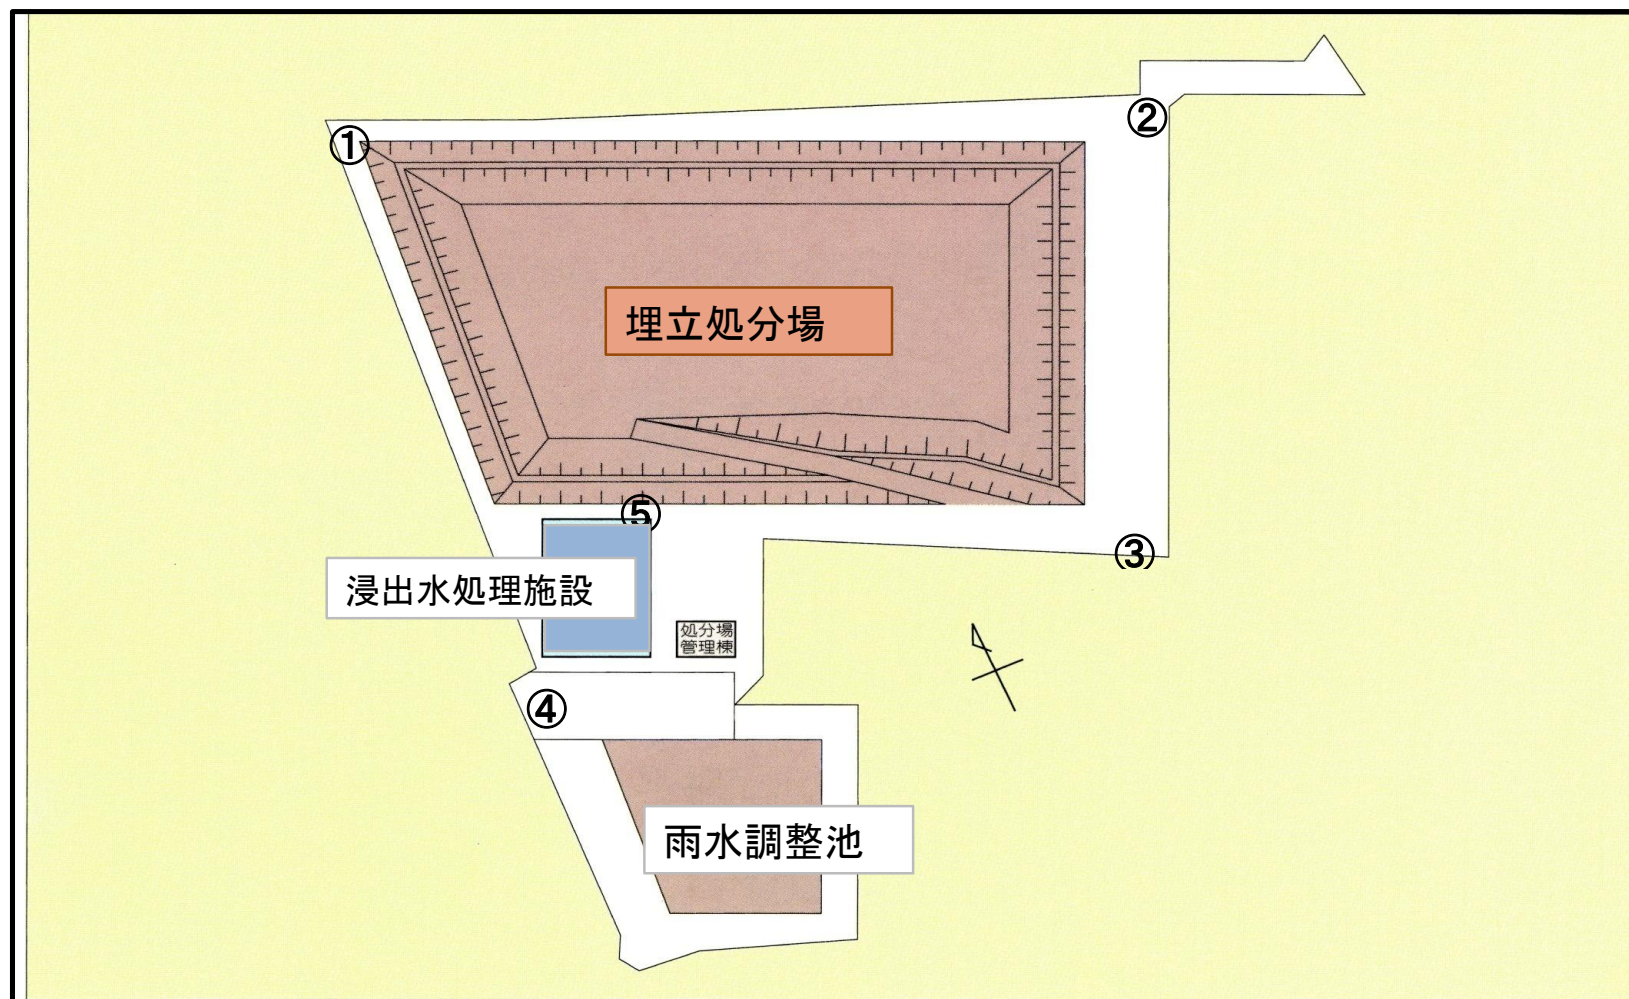 ②
①
埋立処分場
⑤
③
浸出水処理施設
処分場
管理棟
④
雨水調整池